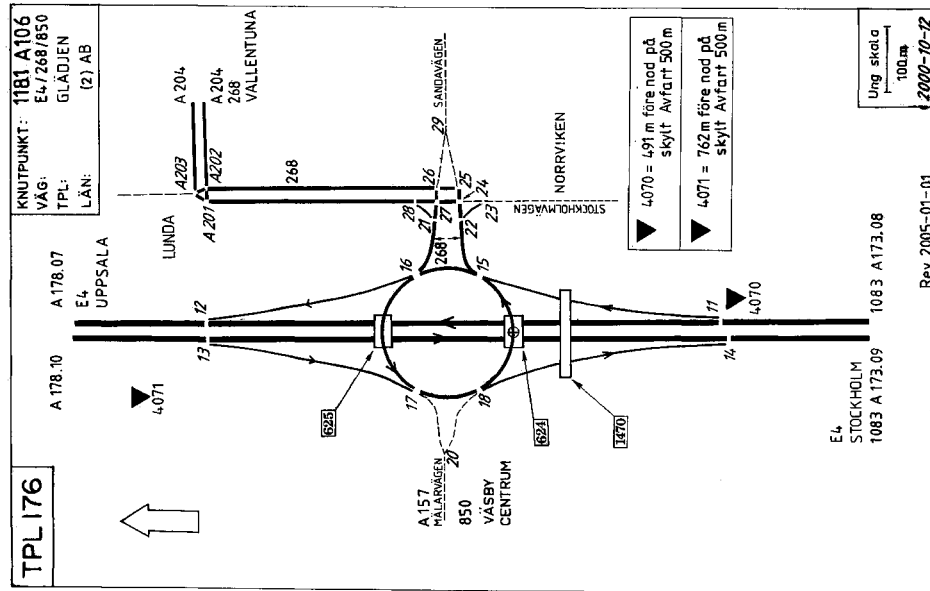 TPL 176
KNUTPUNKT: 1181 A106
VÄG: E4/268/850
TPL: GLÄDJEN
LÄN: (2) AB
A 178.10
A 178.07
E4
UPPSALA
4071
13
12
LUNDA
A203
A 204
A201
A202
A 204
268
VALLENTUNA
268
625
17
16
28
21
26
29
SANDAVÄGEN
268
27
25
22
24
23
20
A 157
MÄLARVÄGEN
850
VÄSBY
CENTRUM
18
15
624
1470
STOCKHOLMVÄGEN
NORRVIKEN
14
11
4070
4070 = 491 m före nod på
skylt Avfart 500 m
4071 = 762 m före nod på
skylt Avfart 500 m
E4
STOCKHOLM
1083 A 173.09
1083 A 173.08
Rev 2005-01-01
Ung skala
100m
2000-10-12